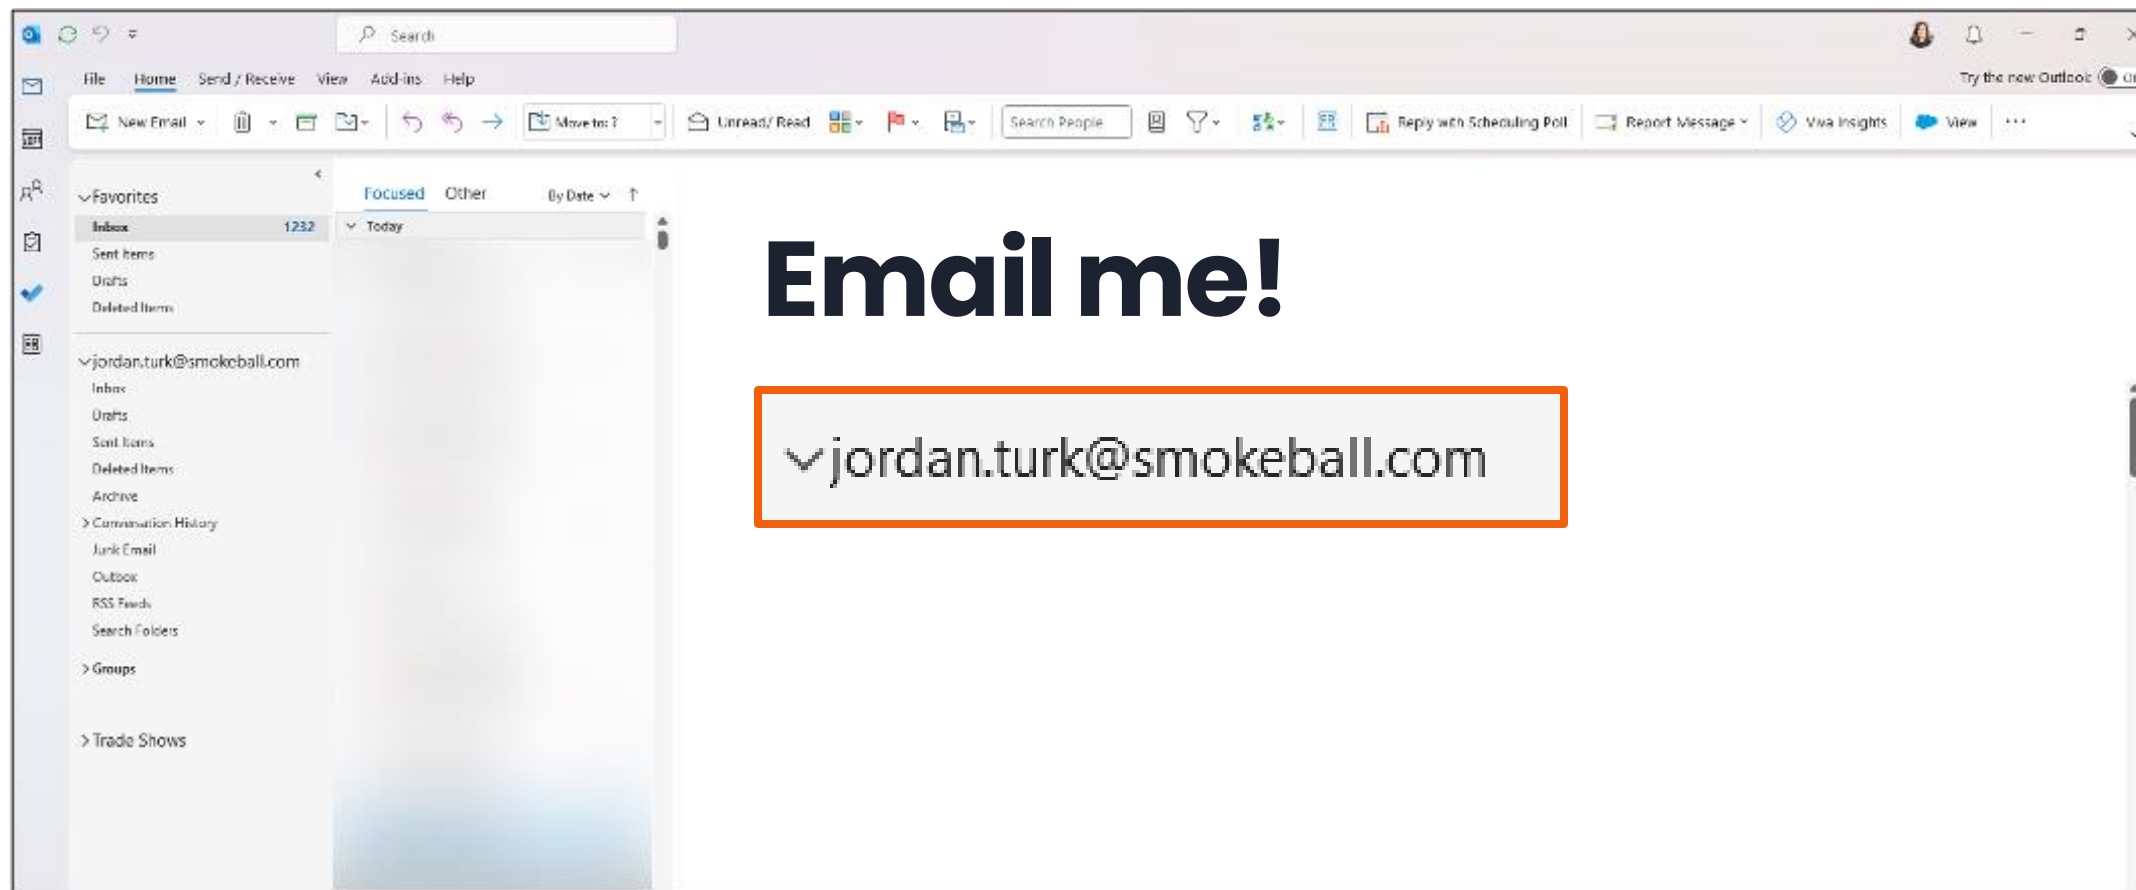 Search
File Home Send / Receive View Add-ins Help
Try the new Outlook
New Email
Move to: ?
Unread/ Read
Search People
Reply with Scheduling Poll
Report Message
Viva Insights
View
Favorites
Inbox 1232
Sent Items
Drafts
Deleted Items
jordan.turk@smokeball.com
Inbox
Drafts
Sent Items
Deleted Items
Archive
Conversation History
Junk Email
Outbox
RSS Feeds
Search Folders
Groups
Trade Shows
Focused Other By Date
Today
Email me!
jordan.turk@smokeball.com